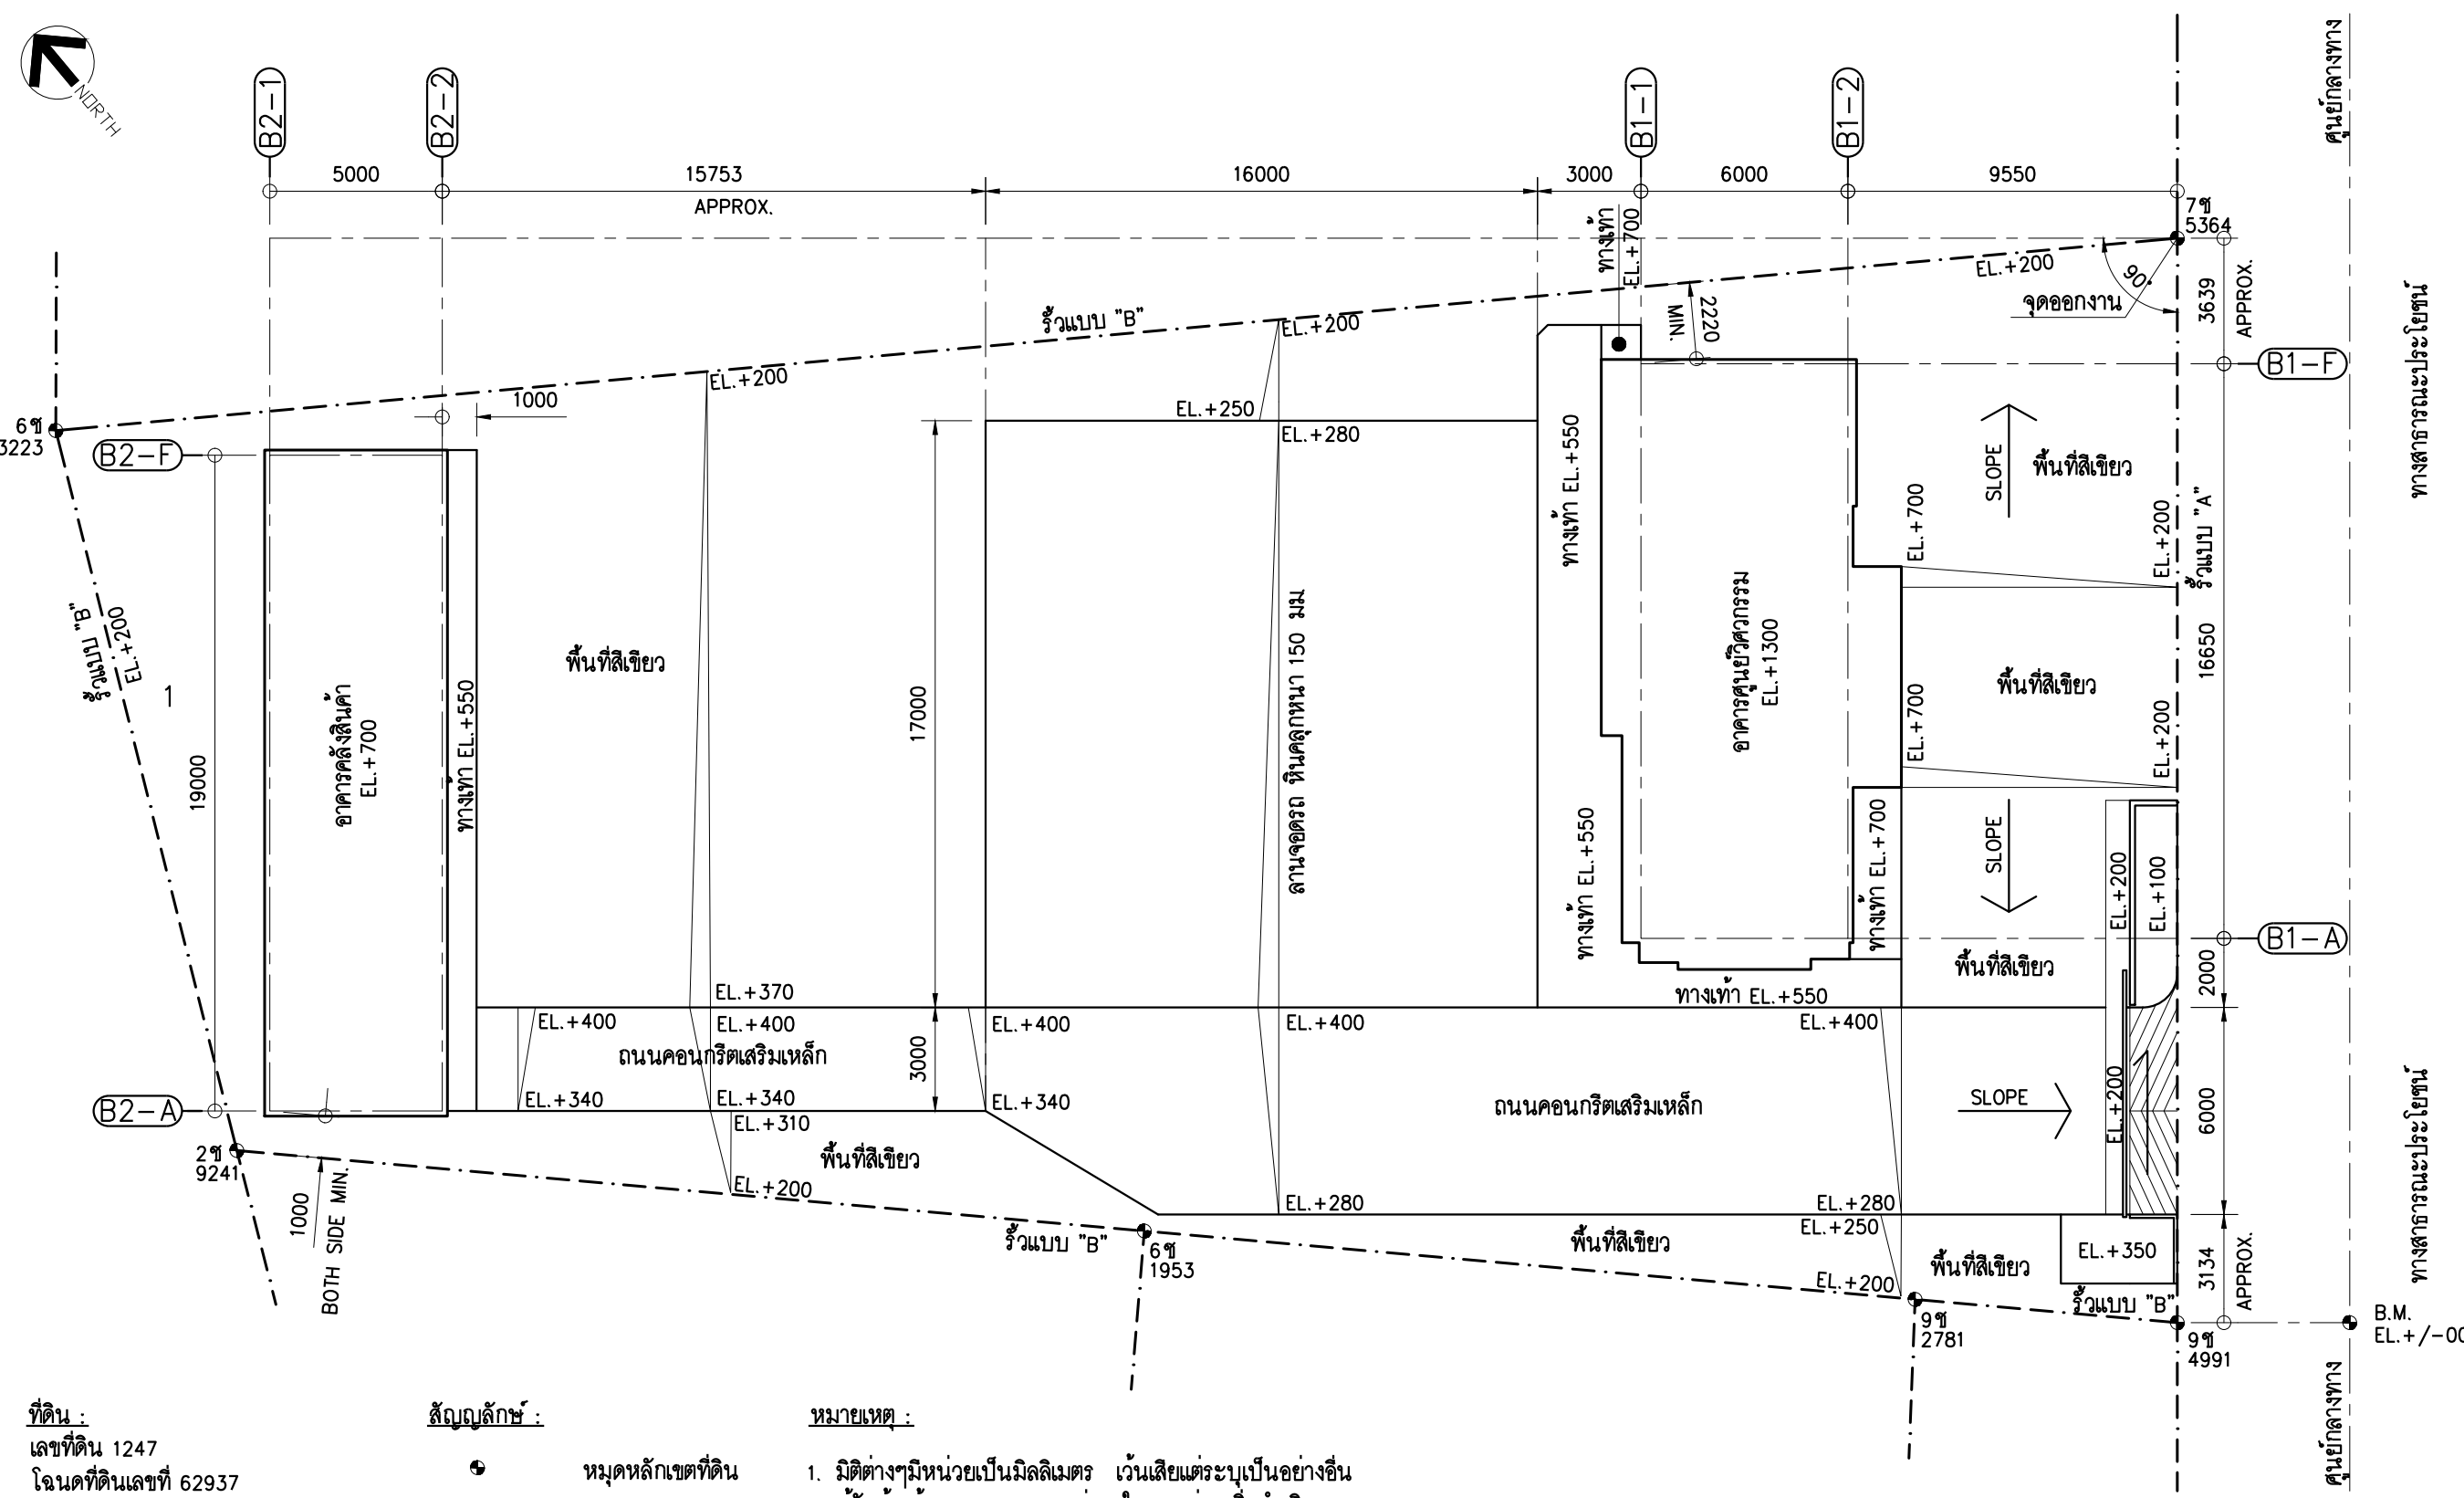 NORTH
B2-1
B2-2
B1-1
B1-2
ศูนย์กลางทาง
5000
15753
APPROX.
16000
3000
6000
9550
7ช
5364
ทางเท้า
EL.+700
EL.+200
90°
จุดออกงาน
3639
APPROX.
B1-F
รั้วแบบ "B"
EL.+200
2220
MIN.
EL.+200
1000
EL.+250
EL.+280
6ช
3223
B2-F
ทางเท้า EL.+550
SLOPE
พื้นที่สีเขียว
EL.+700
EL.+200
รั้วแบบ "A"
16650
ทางสาธารณะประโยชน์
รั้วแบบ "B"
EL.+200
1
19000
อาคารคลังสินค้า
EL.+700
ทางเท้า EL.+550
พื้นที่สีเขียว
17000
ลานจอดรถ หินคลุกหนา 150 มม.
อาคารศูนย์วิศวกรรม
EL.+1300
พื้นที่สีเขียว
EL.+700
EL.+200
ทางเท้า EL.+550
ทางเท้า EL.+700
SLOPE
EL.+200
EL.+100
B1-A
พื้นที่สีเขียว
2000
ทางเท้า EL.+550
EL.+370
EL.+400
EL.+400
EL.+400
EL.+400
EL.+400
ถนนคอนกรีตเสริมเหล็ก
3000
EL.+340
EL.+340
EL.+340
ถนนคอนกรีตเสริมเหล็ก
SLOPE
EL.+200
6000
ทางสาธารณะประโยชน์
B2-A
EL.+310
พื้นที่สีเขียว
2ช
9241
EL.+200
1000
BOTH SIDE MIN.
EL.+280
EL.+280
รั้วแบบ "B"
6ช
1953
พื้นที่สีเขียว
EL.+250
EL.+200
พื้นที่สีเขียว
EL.+350
3134
APPROX.
รั้วแบบ "B"
9ช
2781
9ช
4991
B.M.
EL.+/-00
ศูนย์กลางทาง
ที่ดิน :
เลขที่ดิน 1247
โฉนดที่ดินเลขที่ 62937
สัญญลักษ์ :
หมุดหลักเขตที่ดิน
หมายเหตุ :
1. มิติต่างๆมีหน่วยเป็นมิลลิเมตร เว้นเสียแต่ระบุเป็นอย่างอื่น